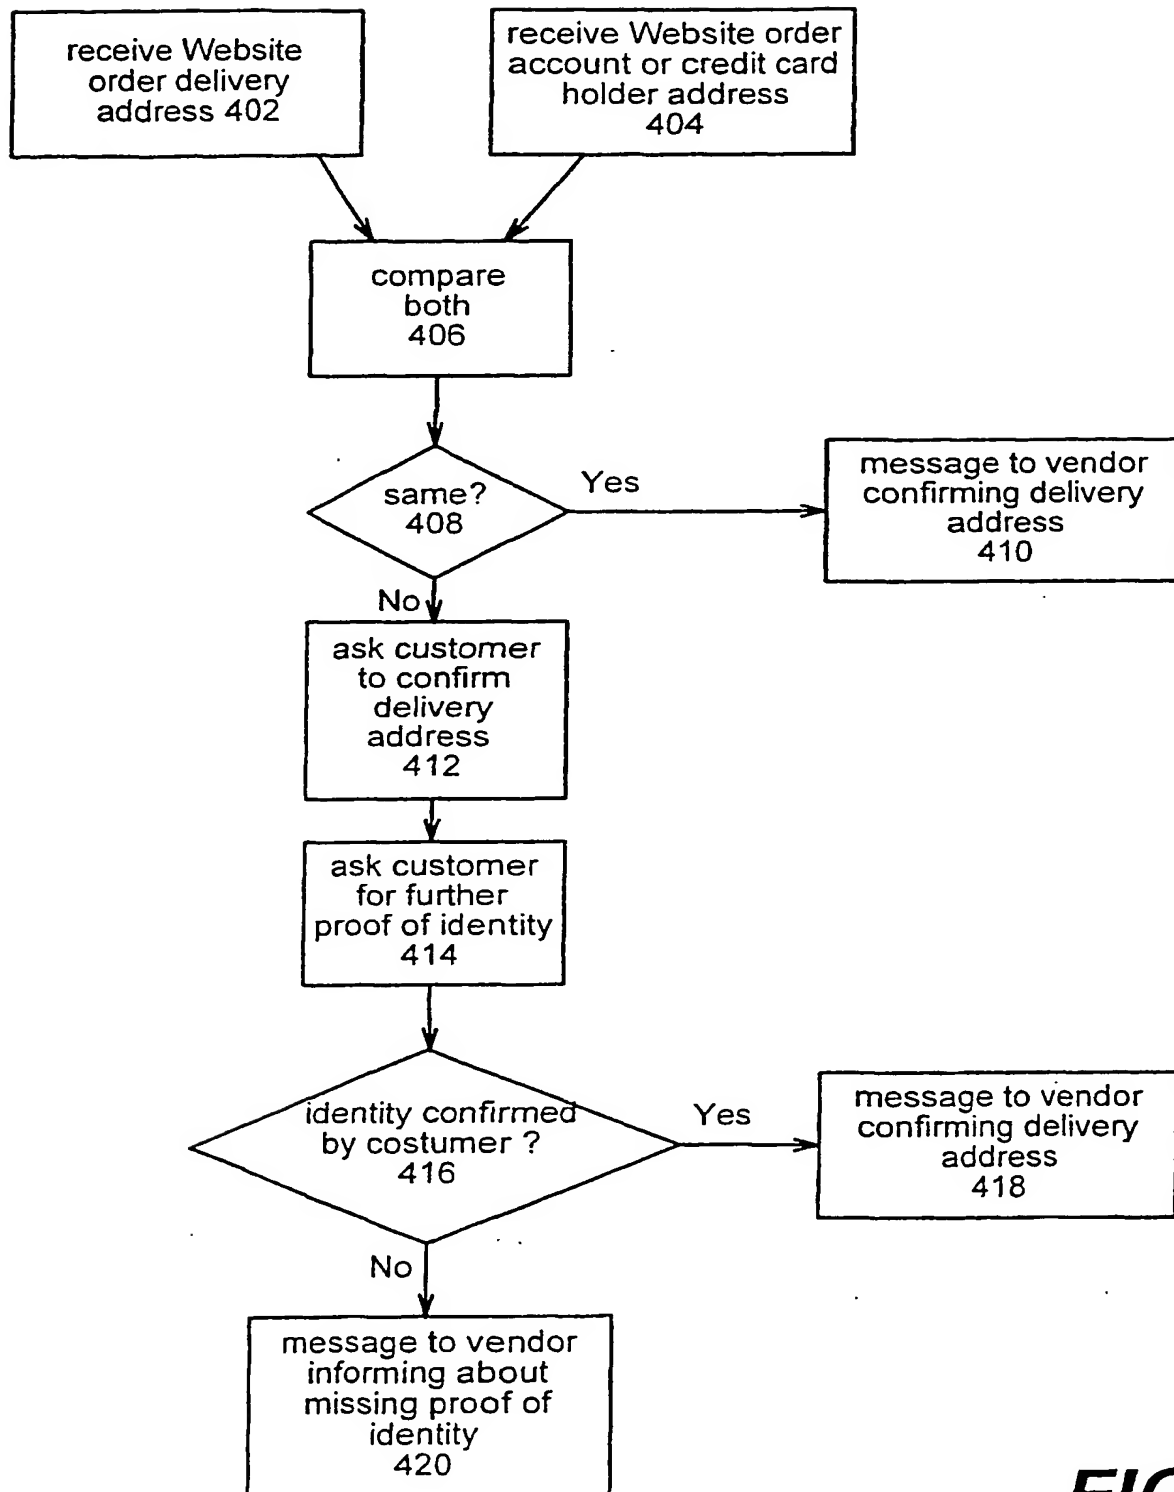 receive Website
order delivery
address 402
receive Website order
account or credit card
holder address
404
compare
both
406
same?
408
Yes
message to vendor
confirming delivery
address
410
No
ask customer
to confirm
delivery
address
412
ask customer
for further
proof of identity
414
identity confirmed
by costumer ?
416
Yes
message to vendor
confirming delivery
address
418
No
message to vendor
informing about
missing proof of
identity
420
FIG